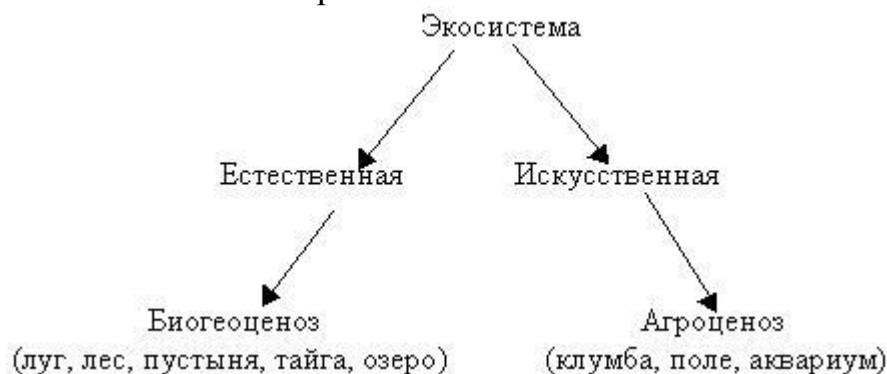 Экосистема
Естественная
Искусственная
Биогеоценоз
(луг, лес, пустыня, тайга, озеро)
Агроценоз
(клумба, поле, аквариум)